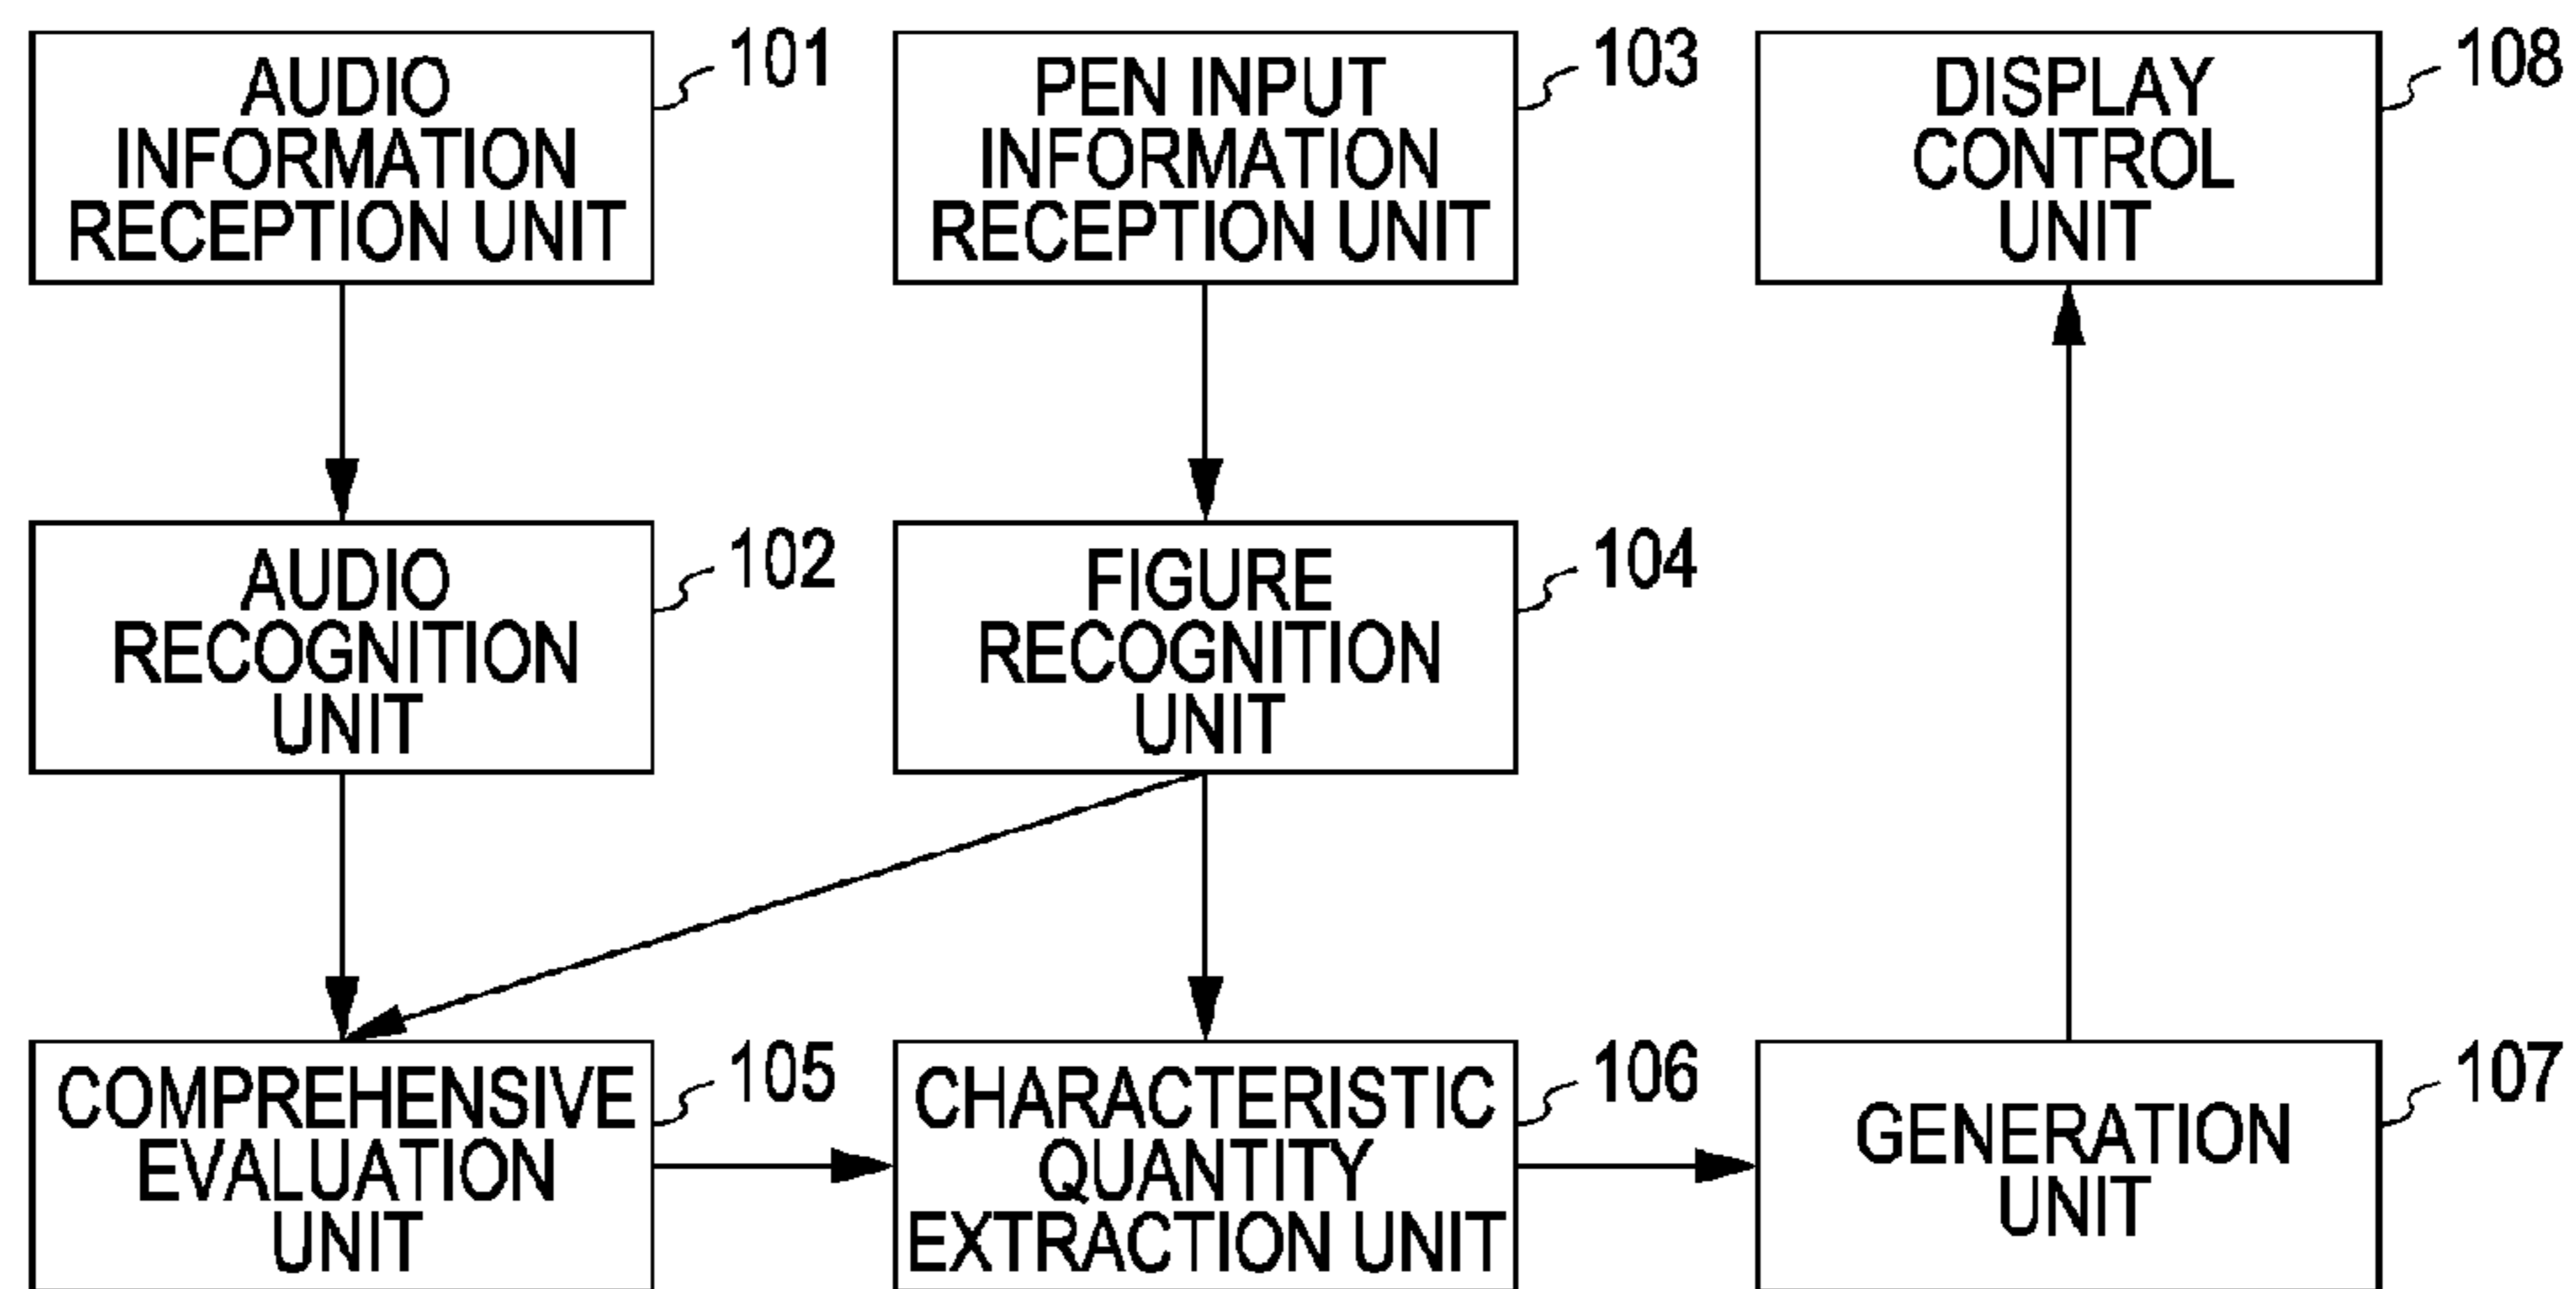 AUDIO
INFORMATION
RECEPTION UNIT
101
PEN INPUT
INFORMATION
RECEPTION UNIT
103
DISPLAY
CONTROL
UNIT
108
AUDIO
RECOGNITION
UNIT
102
FIGURE
RECOGNITION
UNIT
104
COMPREHENSIVE
EVALUATION
UNIT
105
CHARACTERISTIC
QUANTITY
EXTRACTION UNIT
106
GENERATION
UNIT
107